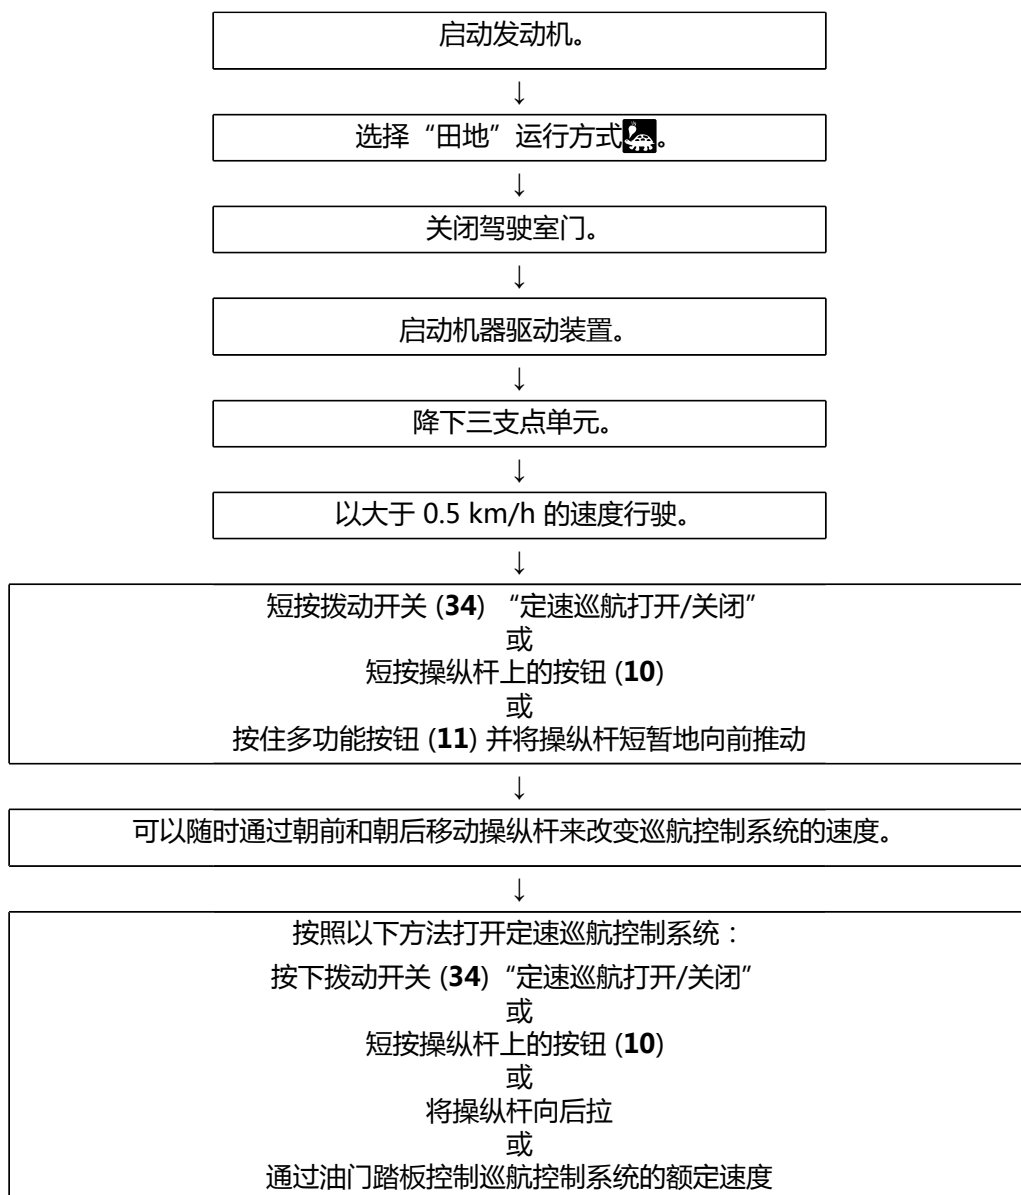 启动发动机。
↓
选择“田地”运行方式。
↓
关闭驾驶室门。
↓
启动机器驱动装置。
↓
降下三支点单元。
↓
以大于 0.5 km/h 的速度行驶。
↓
短按拨动开关 (34) “定速巡航打开/关闭”
或
短按操纵杆上的按钮 (10)
或
按住多功能按钮 (11) 并将操纵杆短暂地向前推动
↓
可以随时通过朝前和朝后移动操纵杆来改变巡航控制系统的速度。
↓
按照以下方法打开定速巡航控制系统：
按下拨动开关 (34)“定速巡航打开/关闭”
或
短按操纵杆上的按钮 (10)
或
将操纵杆向后拉
或
通过油门踏板控制巡航控制系统的额定速度